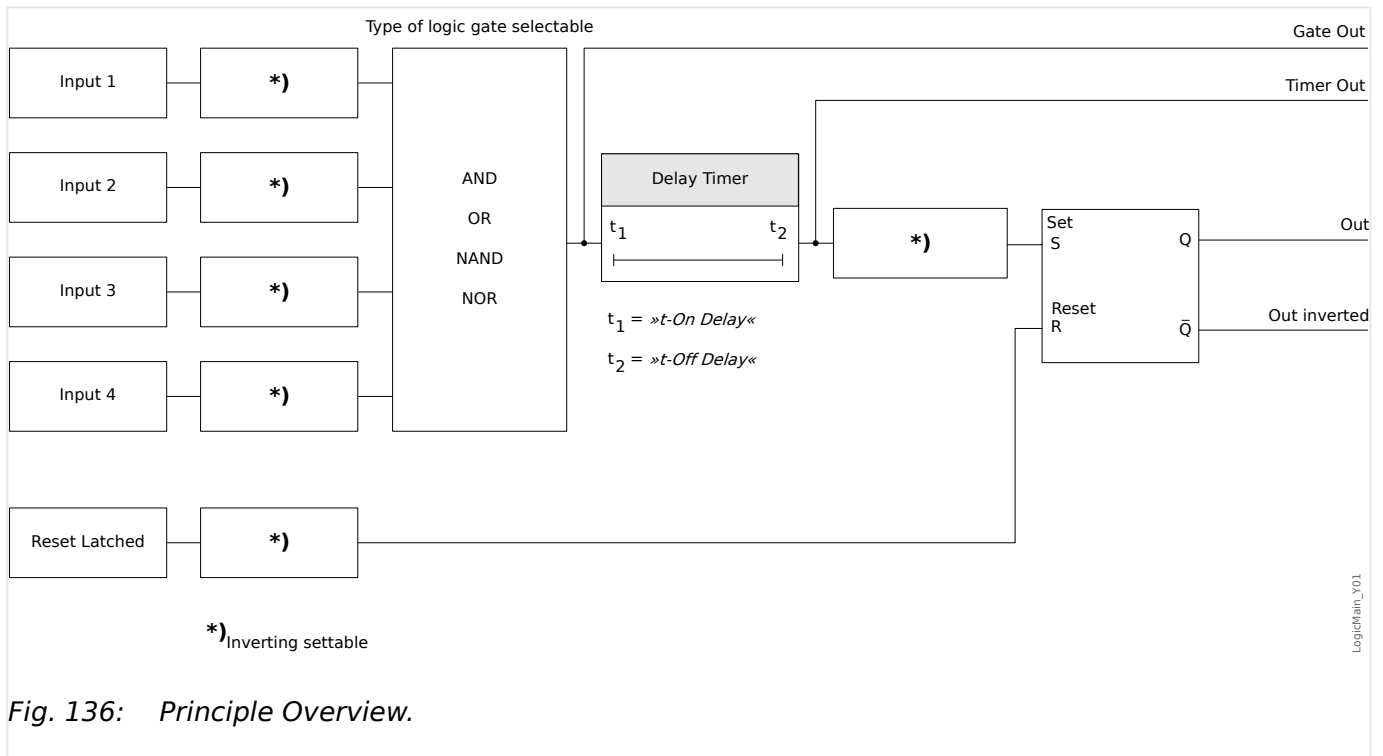 Type of logic gate selectable
Gate Out
Input 1
*)
Timer Out
Input 2
*)
AND
OR
NAND
NOR
Delay Timer
t1
t2
*)
Set
S
Q
Out
Input 3
*)
Reset
R
Q̅
Out inverted
t1 = »t-On Delay«
t2 = »t-Off Delay«
Input 4
*)
Reset Latched
*)
*)Inverting settable
LogicMain_Y01
Fig. 136: Principle Overview.